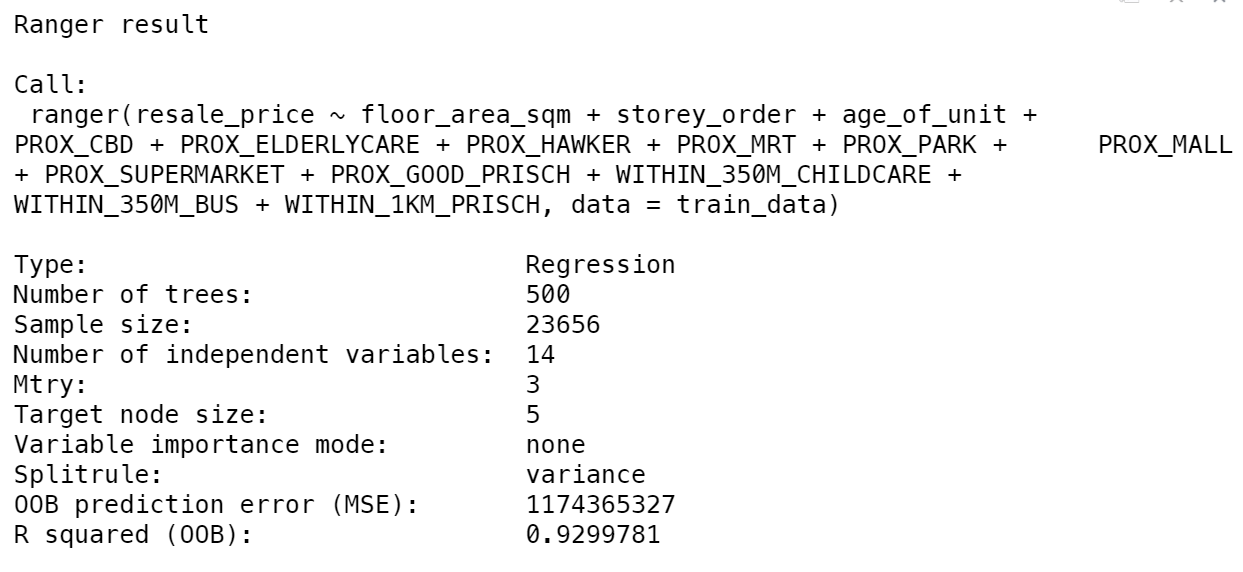 Ranger result
Call:
ranger(resale_price ~ floor_area_sqm + storey_order + age_of_unit +
PROX_CBD + PROX_ELDERLYCARE + PROX_HAWKER + PROX_MRT + PROX_PARK +      PROX_MALL
+ PROX_SUPERMARKET + PROX_GOOD_PRISCH + WITHIN_350M_CHILDCARE +
WITHIN_350M_BUS + WITHIN_1KM_PRISCH, data = train_data)
Type:                             Regression
Number of trees:                  500
Sample size:                      23656
Number of independent variables:  14
Mtry:                             3
Target node size:                 5
Variable importance mode:         none
Splitrule:                        variance
OOB prediction error (MSE):       1174365327
R squared (OOB):                  0.9299781